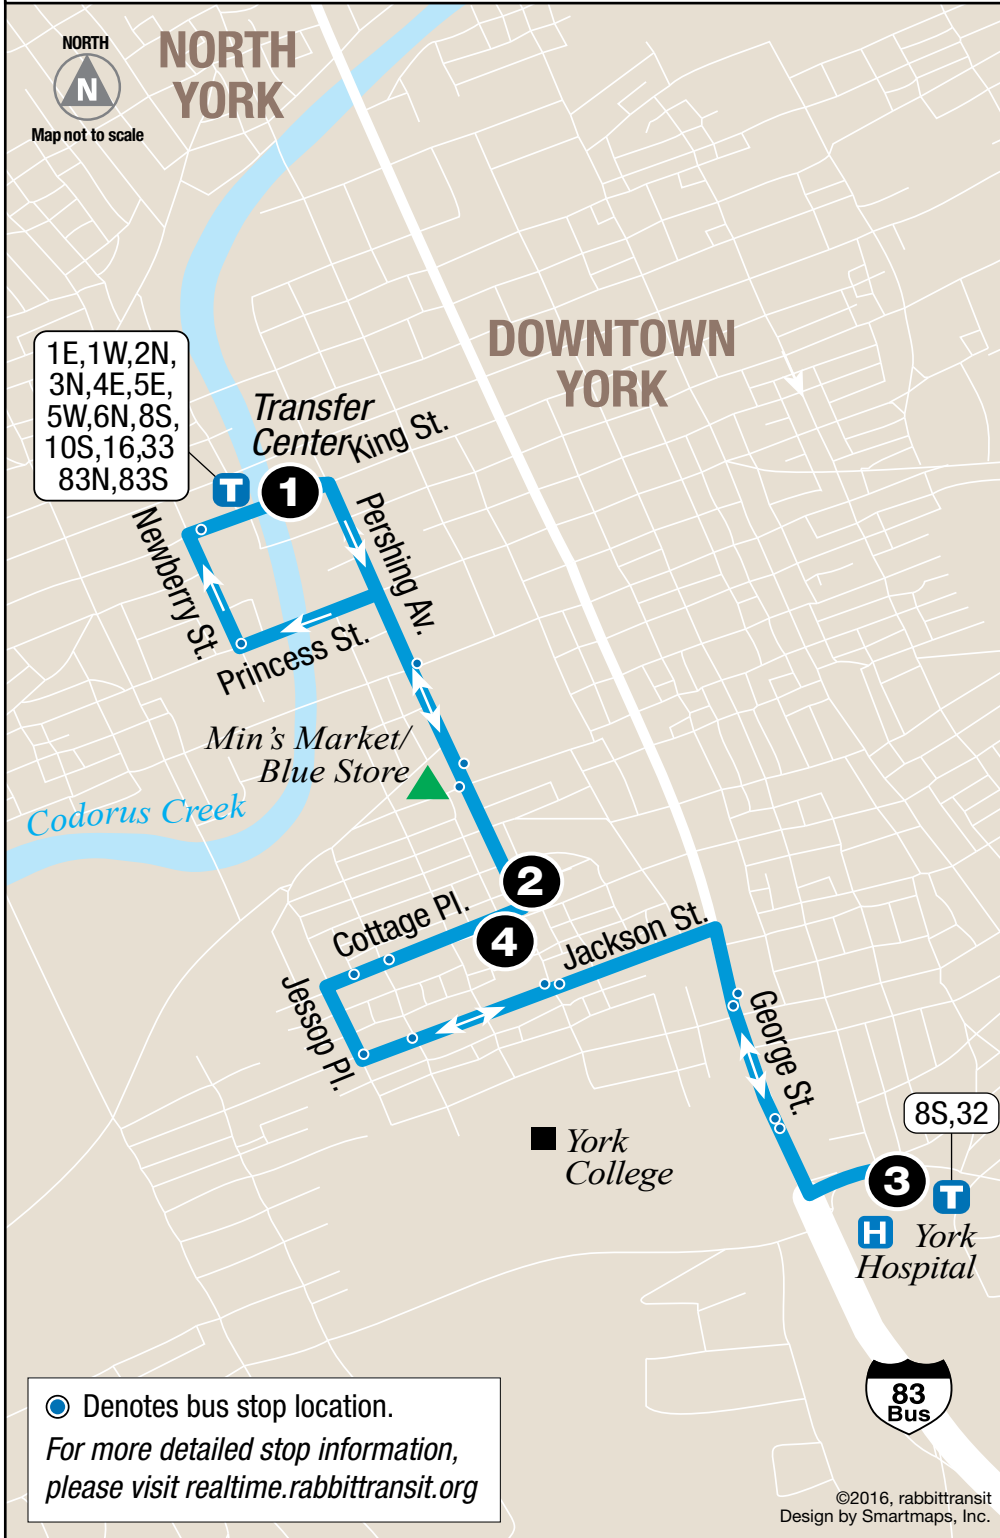 NORTH
N
Map not to scale
NORTH
YORK
DOWNTOWN
YORK
1E,1W,2N,
3N,4E,5E,
5W,6N,8S,
10S,16,33
83N,83S
Transfer
Center
King St.
T
1
Pershing Av.
Newberry St.
Princess St.
Min's Market/
Blue Store
Codorus Creek
2
Cottage Pl.
4
Jackson St.
Jessop Pl.
George St.
8S,32
York
College
3
T
H
York
Hospital
83
Bus
Denotes bus stop location.
For more detailed stop information,
please visit realtime.rabbittransit.org
©2016, rabbittransit
Design by Smartmaps, Inc.